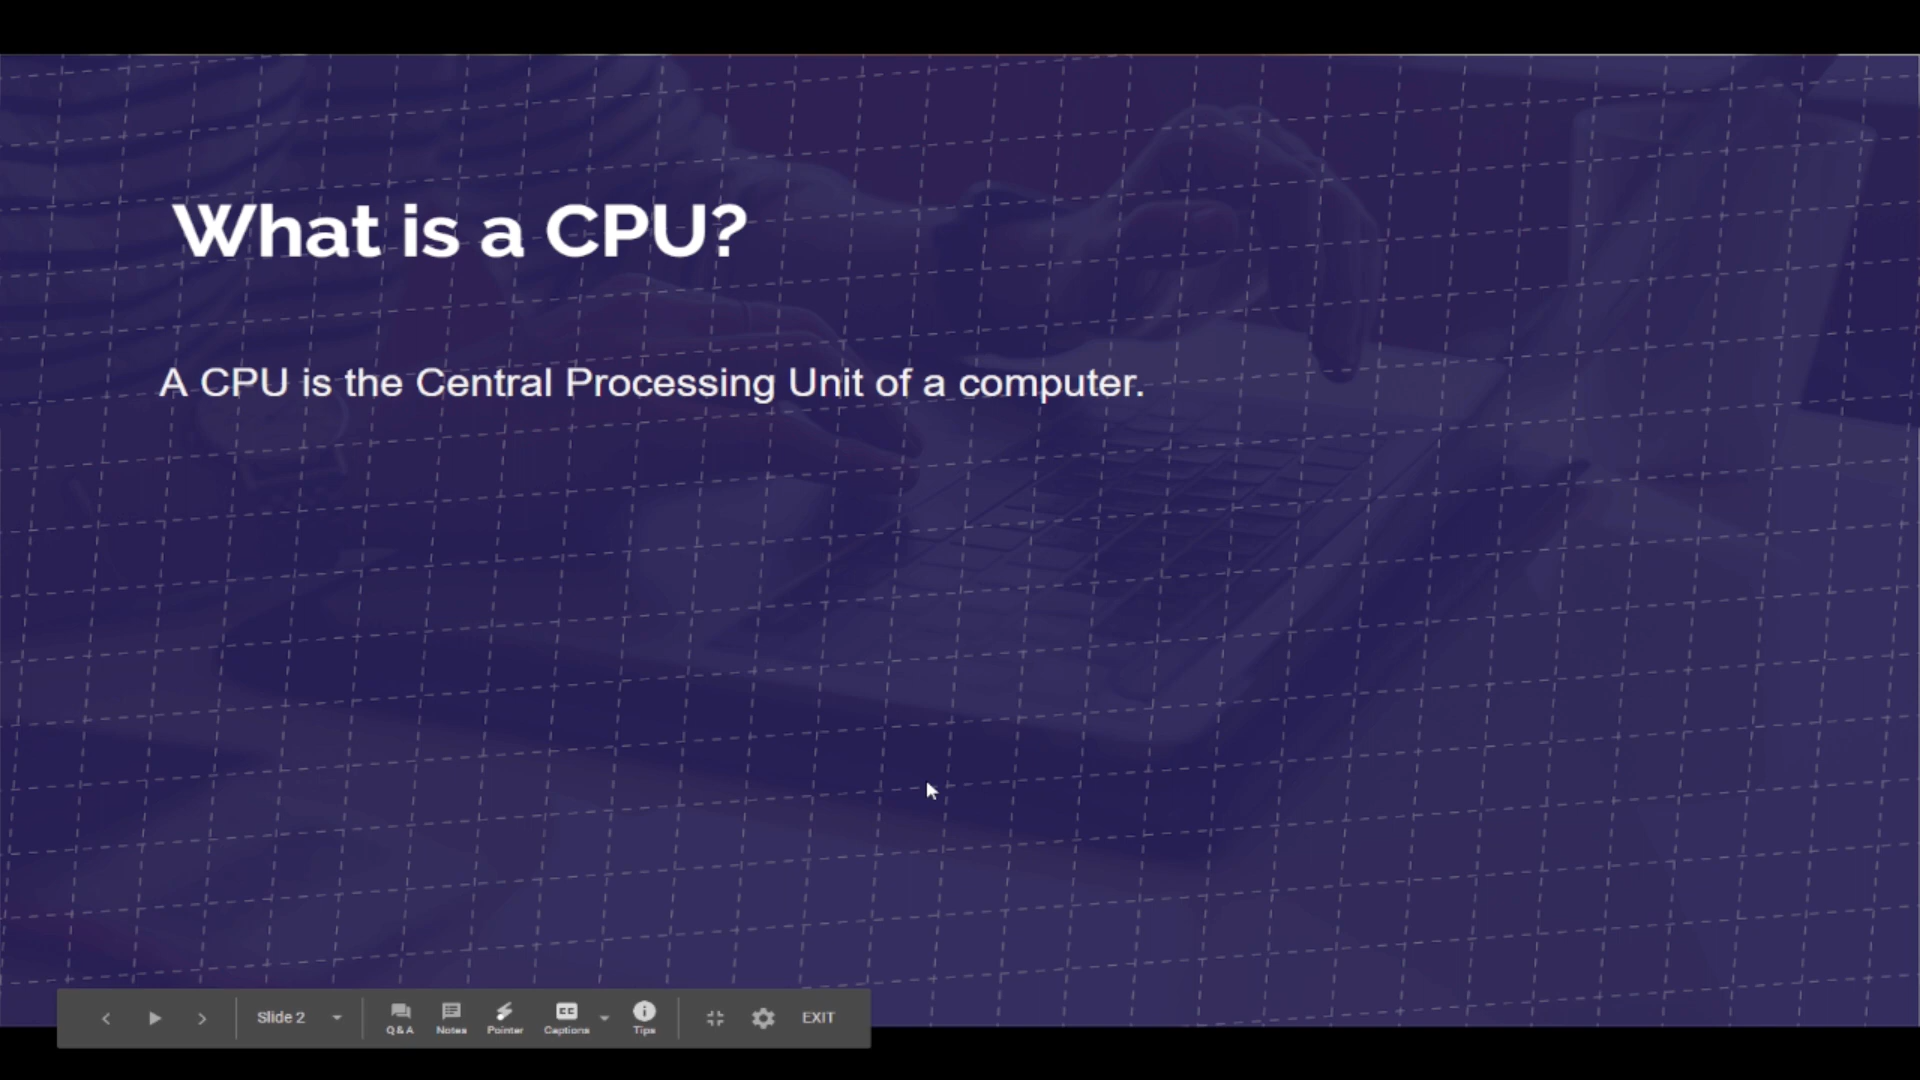 What is a CPU?
A CPU is the Central Processing Unit of a computer.
Slide 2
Q&A Notes Pointer Captions Tips EXIT